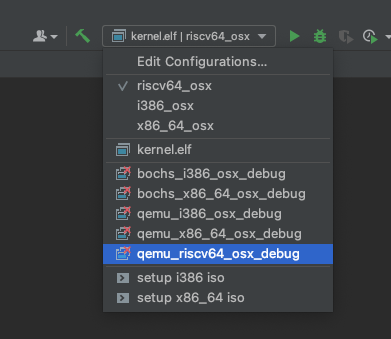 kernel.elf | riscv64_osx
Edit Configurations...
riscv64_osx
i386_osx
x86_64_osx
kernel.elf
bochs_i386_osx_debug
bochs_x86_64_osx_debug
qemu_i386_osx_debug
qemu_x86_64_osx_debug
qemu_riscv64_osx_debug
setup i386 iso
setup x86_64 iso